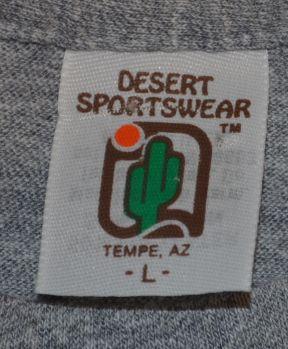 DESERT
SPORTSWEAR
TM
TEMPE, AZ
- L -